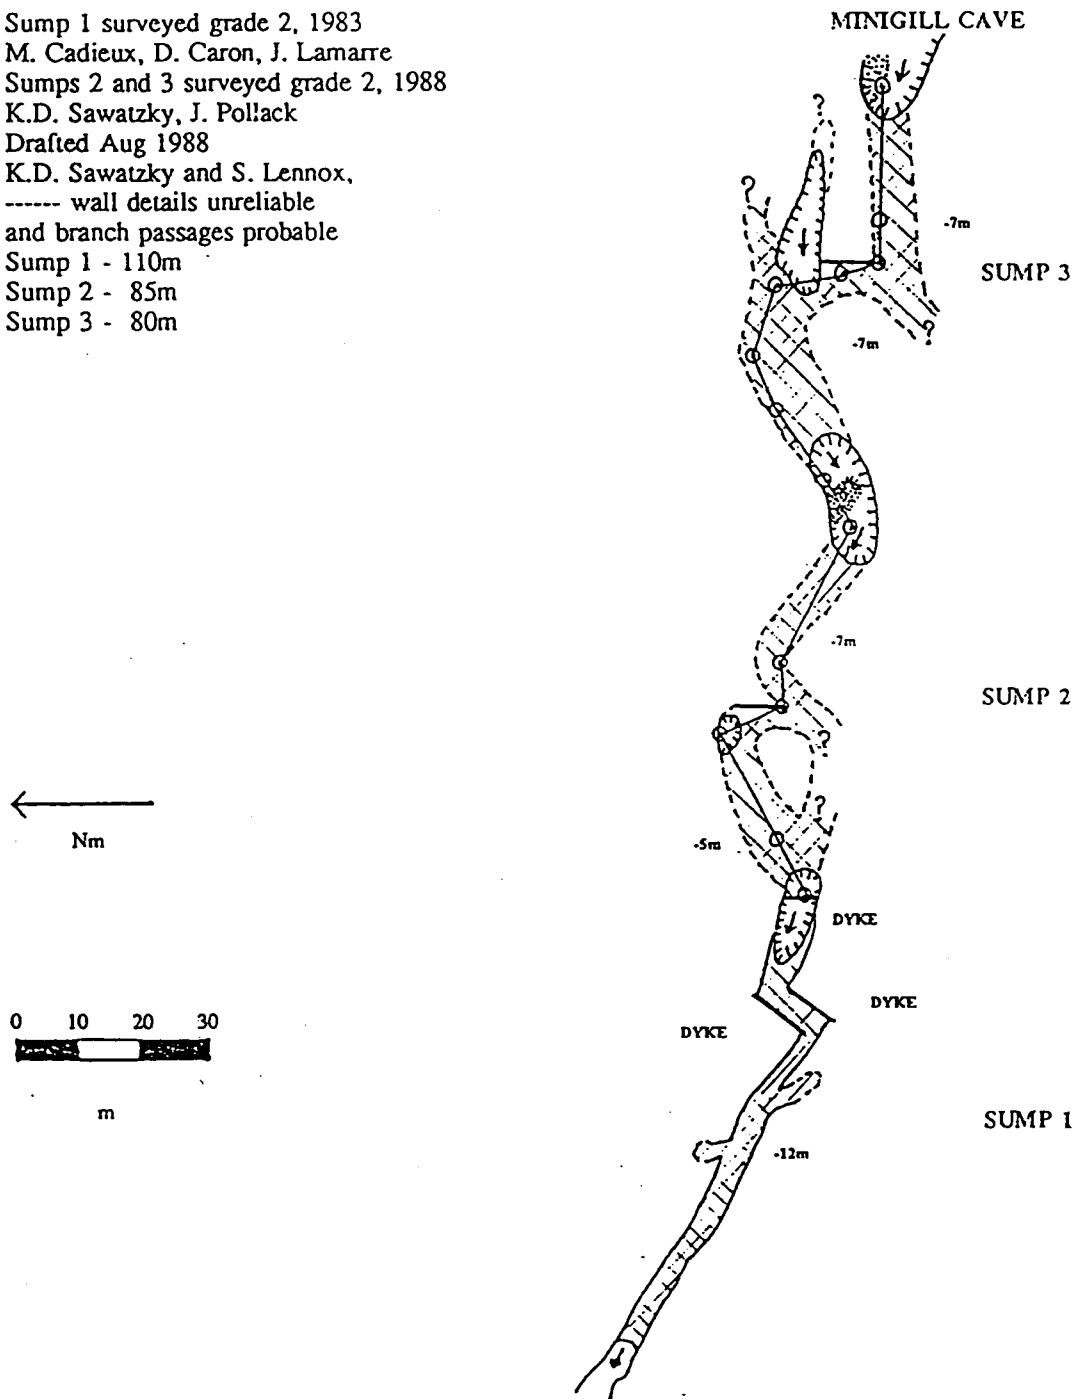 Sump 1 surveyed grade 2, 1983
M. Cadieux, D. Caron, J. Lamarre
Sumps 2 and 3 surveyed grade 2, 1988
K.D. Sawatzky, J. Pollack
Drafted Aug 1988
K.D. Sawatzky and S. Lennox,
------ wall details unreliable
and branch passages probable
Sump 1 - 110m
Sump 2 - 85m
Sump 3 - 80m
MINIGILL CAVE
?
?
-7m
SUMP 3
?
-7m
-7m
SUMP 2
?
?
Nm
-5m
DYKE
DYKE
DYKE
0 10 20 30
m
SUMP 1
-12m